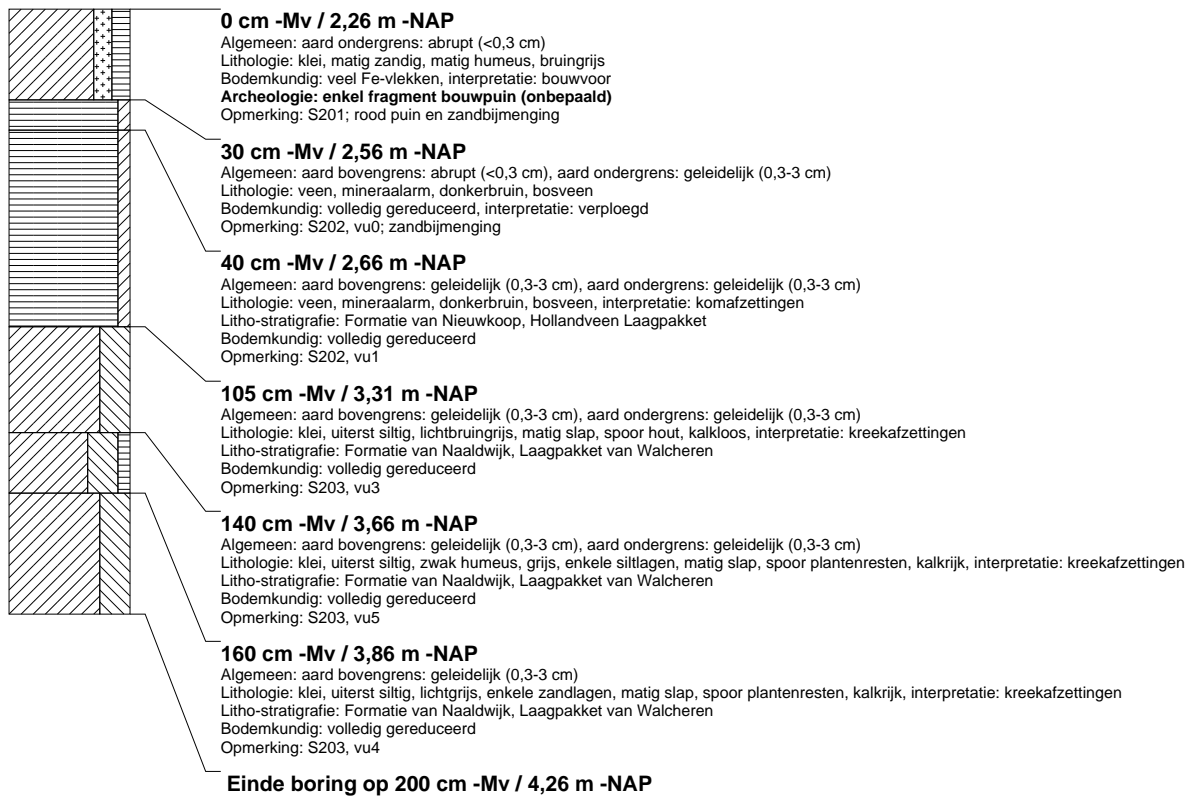 0 cm -Mv / 2,26 m -NAP
Algemeen: aard ondergrens: abrupt (<0,3 cm)
Lithologie: klei, matig zandig, matig humeus, bruingrijs
Bodemkundig: veel Fe-vlekken, interpretatie: bouwvoor
Archeologie: enkel fragment bouwpuin (onbepaald)
Opmerking: S201; rood puin en zandbijmenging
30 cm -Mv / 2,56 m -NAP
Algemeen: aard bovengrens: abrupt (<0,3 cm), aard ondergrens: geleidelijk (0,3-3 cm)
Lithologie: veen, mineraalarm, donkerbruin, bosveen
Bodemkundig: volledig gereduceerd, interpretatie: verploegd
Opmerking: S202, vu0; zandbijmenging
40 cm -Mv / 2,66 m -NAP
Algemeen: aard bovengrens: geleidelijk (0,3-3 cm), aard ondergrens: geleidelijk (0,3-3 cm)
Lithologie: veen, mineraalarm, donkerbruin, bosveen, interpretatie: komafzettingen
Litho-stratigrafie: Formatie van Nieuwkoop, Hollandveen Laagpakket
Bodemkundig: volledig gereduceerd
Opmerking: S202, vu1
105 cm -Mv / 3,31 m -NAP
Algemeen: aard bovengrens: geleidelijk (0,3-3 cm), aard ondergrens: geleidelijk (0,3-3 cm)
Lithologie: klei, uiterst siltig, lichtbruingrijs, matig slap, spoor hout, kalkloos, interpretatie: kreekafzettingen
Litho-stratigrafie: Formatie van Naaldwijk, Laagpakket van Walcheren
Bodemkundig: volledig gereduceerd
Opmerking: S203, vu3
140 cm -Mv / 3,66 m -NAP
Algemeen: aard bovengrens: geleidelijk (0,3-3 cm), aard ondergrens: geleidelijk (0,3-3 cm)
Lithologie: klei, uiterst siltig, zwak humeus, grijs, enkele siltlagen, matig slap, spoor plantenresten, kalkrijk, interpretatie: kreekafzettingen
Litho-stratigrafie: Formatie van Naaldwijk, Laagpakket van Walcheren
Bodemkundig: volledig gereduceerd
Opmerking: S203, vu5
160 cm -Mv / 3,86 m -NAP
Algemeen: aard bovengrens: geleidelijk (0,3-3 cm)
Lithologie: klei, uiterst siltig, lichtgrijs, enkele zandlagen, matig slap, spoor plantenresten, kalkrijk, interpretatie: kreekafzettingen
Litho-stratigrafie: Formatie van Naaldwijk, Laagpakket van Walcheren
Bodemkundig: volledig gereduceerd
Opmerking: S203, vu4
Einde boring op 200 cm -Mv / 4,26 m -NAP